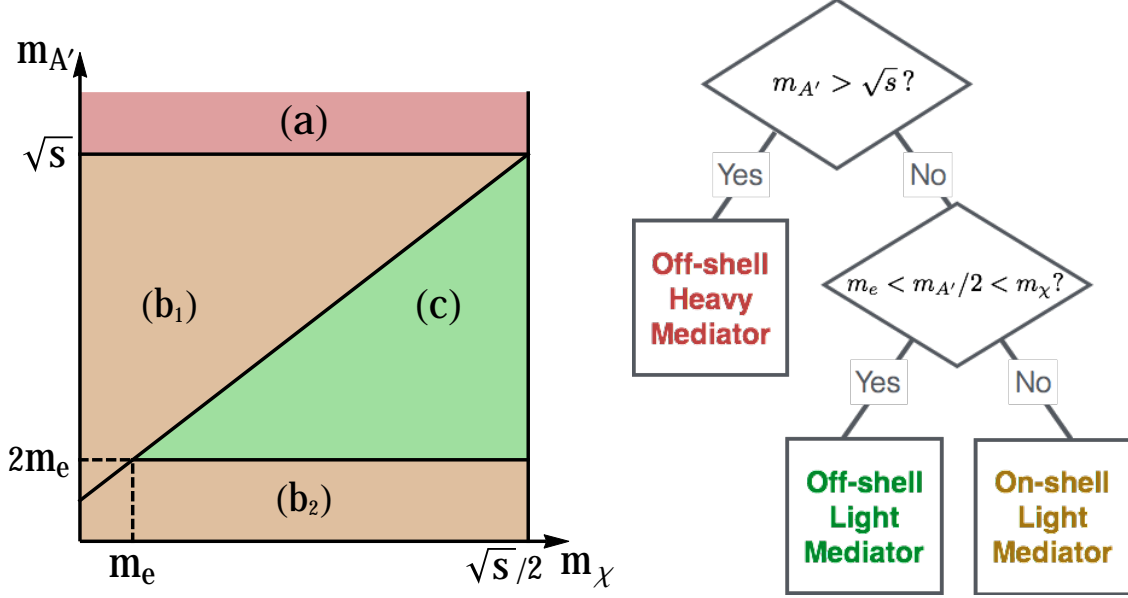 m_{A'}
(a)
√s
(b₁)
(c)
2m_e
(b₂)
m_e
√s/2
m_χ
m_{A'} > √s ?
Yes
No
Off-shell
Heavy
Mediator
m_e < m_{A'}/2 < m_χ?
Yes
No
Off-shell
Light
Mediator
On-shell
Light
Mediator